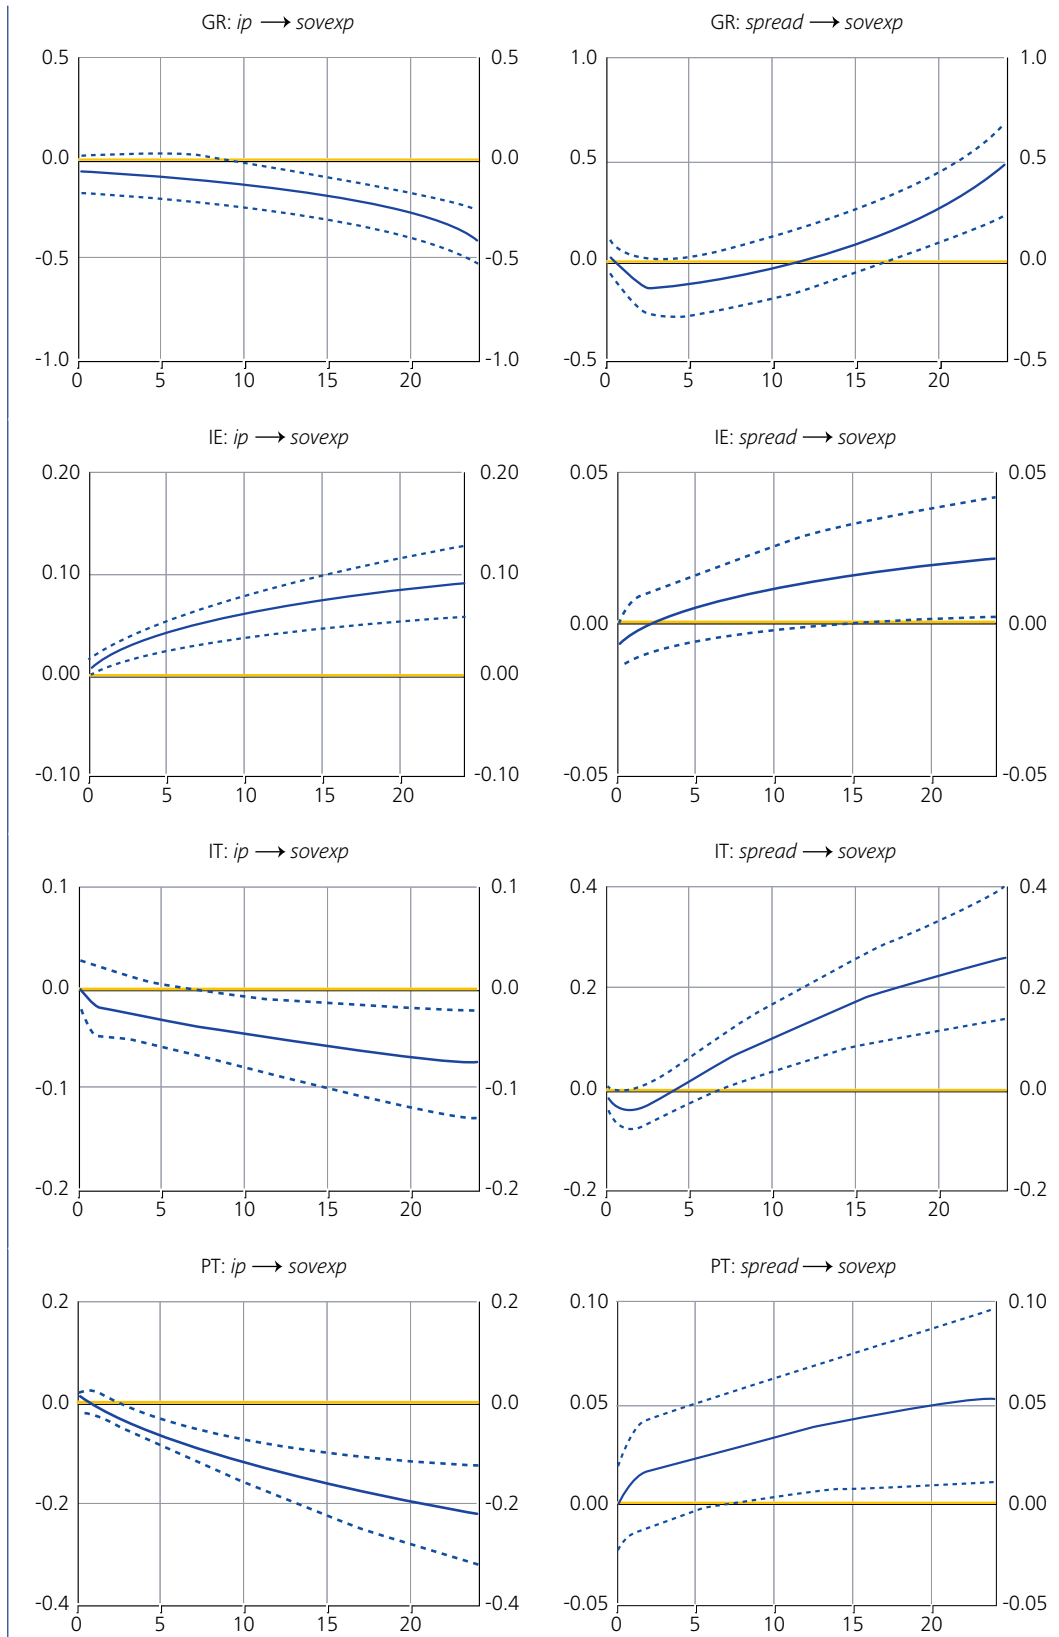 GR: ip → sovexp
GR: spread → sovexp
0.5 0.5 1.0 1.0
0.0 0.0 0.5 0.5
-0.5 -0.5 0.0 0.0
-1.0 -1.0 -0.5 -0.5
0 5 10 15 20 0 5 10 15 20
IE: ip → sovexp
IE: spread → sovexp
0.20 0.20 0.05 0.05
0.10 0.10
0.00 0.00 0.00 0.00
-0.10 -0.10 -0.05 -0.05
0 5 10 15 20 0 5 10 15 20
IT: ip → sovexp
IT: spread → sovexp
0.1 0.1 0.4 0.4
0.0 0.0 0.2 0.2
-0.1 -0.1 0.0 0.0
-0.2 -0.2 -0.2 -0.2
0 5 10 15 20 0 5 10 15 20
PT: ip → sovexp
PT: spread → sovexp
0.2 0.2 0.10 0.10
0.0 0.0 0.05 0.05
-0.2 -0.2 0.00 0.00
-0.4 -0.4 -0.05 -0.05
0 5 10 15 20 0 5 10 15 20